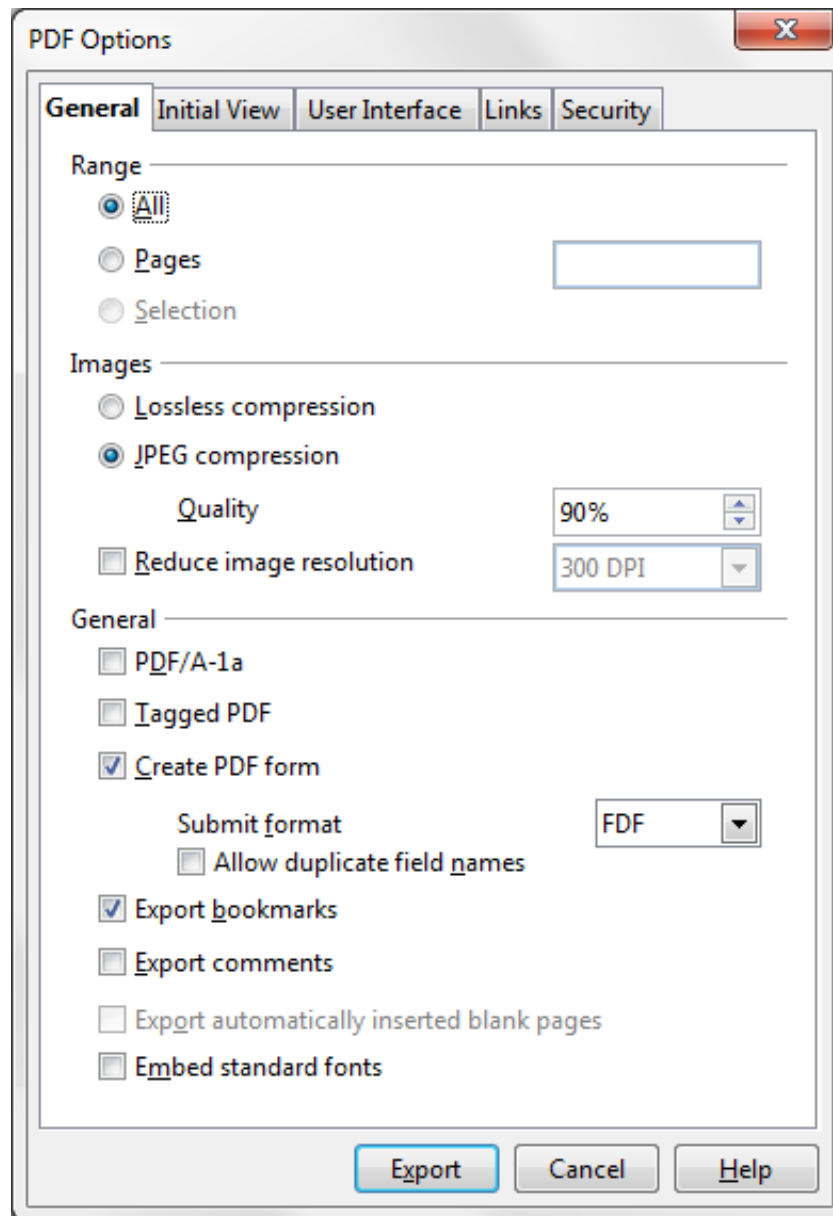 PDF Options
General Initial View User Interface Links Security
Range
All
Pages
Selection
Images
Lossless compression
JPEG compression
Quality 90%
Reduce image resolution 300 DPI
General
PDF/A-1a
Tagged PDF
Create PDF form
Submit format FDF
Allow duplicate field names
Export bookmarks
Export comments
Export automatically inserted blank pages
Embed standard fonts
Export Cancel Help